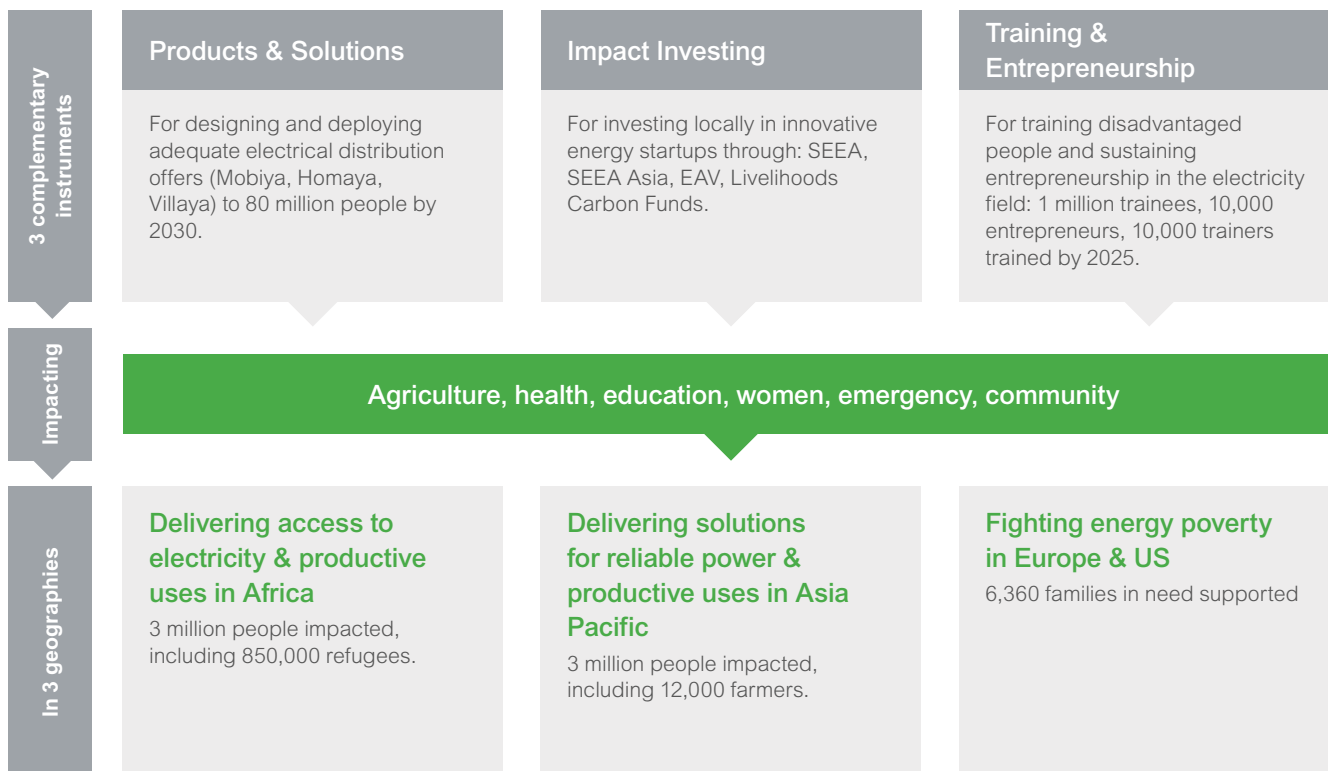 3 complementary
instruments
Products & Solutions
For designing and deploying
adequate electrical distribution
offers (Mobiya, Homaya,
Villaya) to 80 million people by
2030.
Impact Investing
For investing locally in innovative
energy startups through: SEEA,
SEEA Asia, EAV, Livelihoods
Carbon Funds.
Training &
Entrepreneurship
For training disadvantaged
people and sustaining
entrepreneurship in the electricity
field: 1 million trainees, 10,000
entrepreneurs, 10,000 trainers
trained by 2025.
Impacting
Agriculture, health, education, women, emergency, community
In 3 geographies
Delivering access to
electricity & productive
uses in Africa
3 million people impacted,
including 850,000 refugees.
Delivering solutions
for reliable power &
productive uses in Asia
Pacific
3 million people impacted,
including 12,000 farmers.
Fighting energy poverty
in Europe & US
6,360 families in need supported